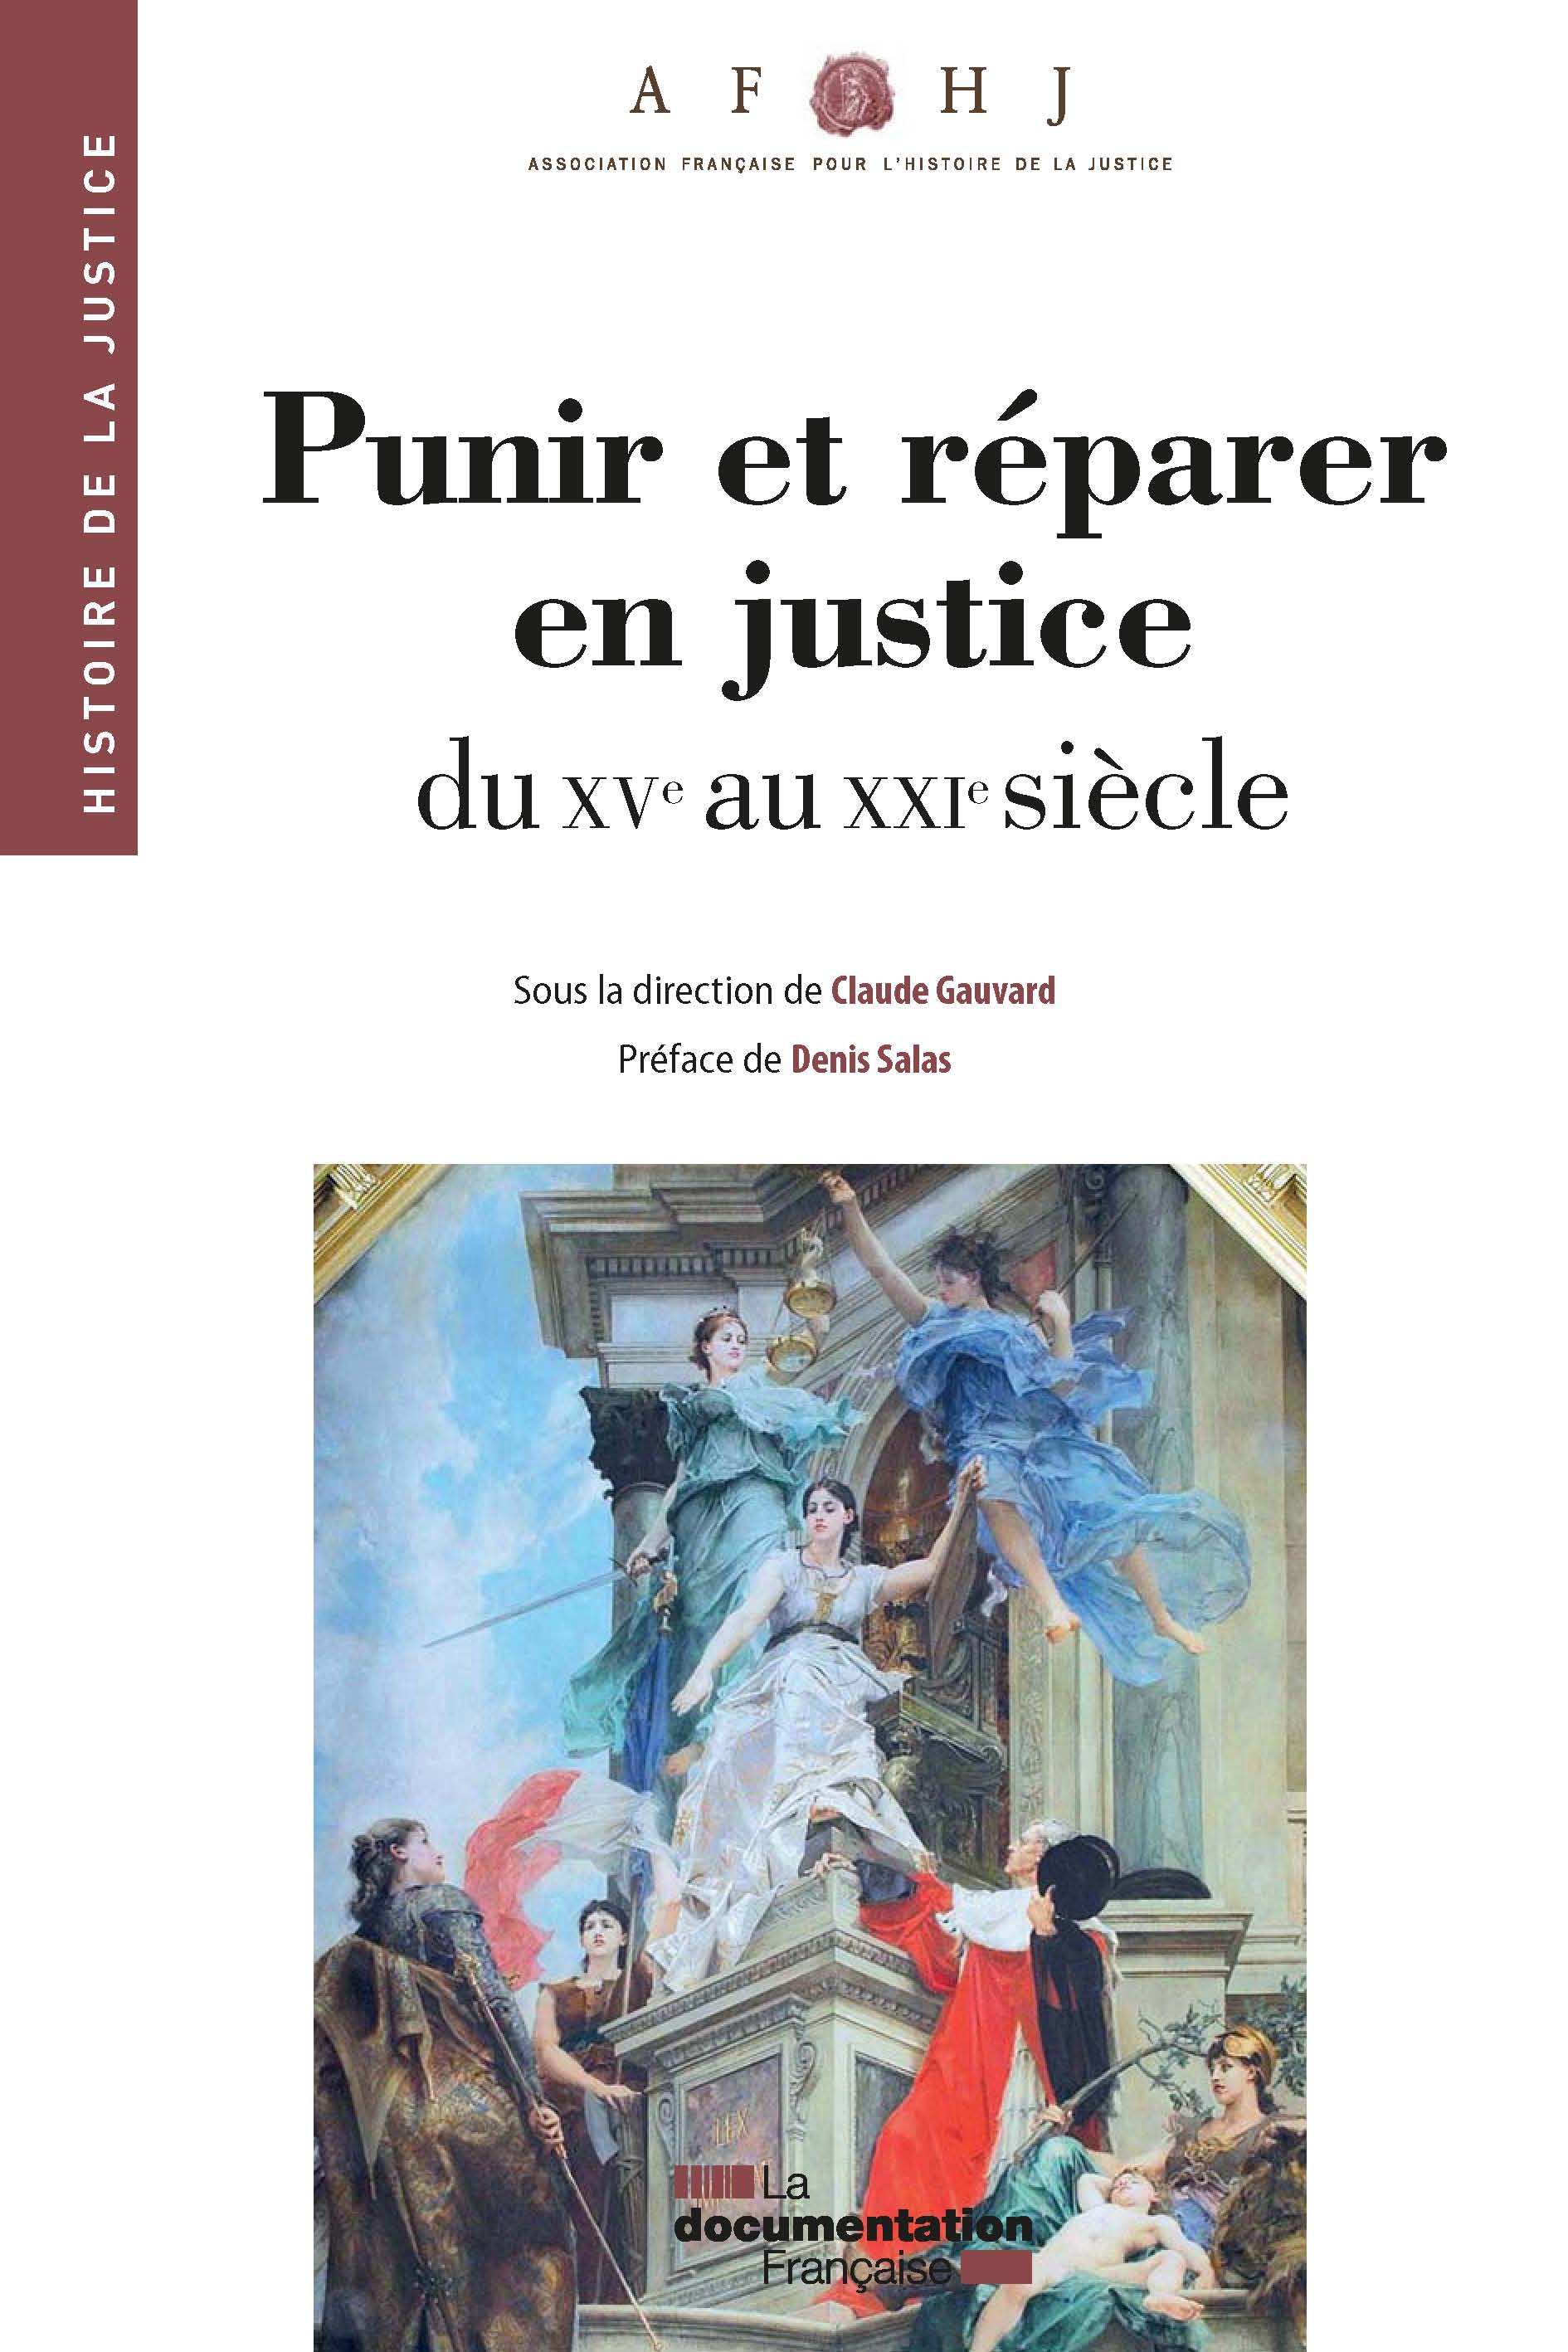 A F H J
ASSOCIATION FRANÇAISE POUR L'HISTOIRE DE LA JUSTICE
HISTOIRE DE LA JUSTICE
Punir et réparer
en justice
du XVe au XXIe siècle
Sous la direction de Claude Gauvard
Préface de Denis Salas
LEX
La
documentation
Française